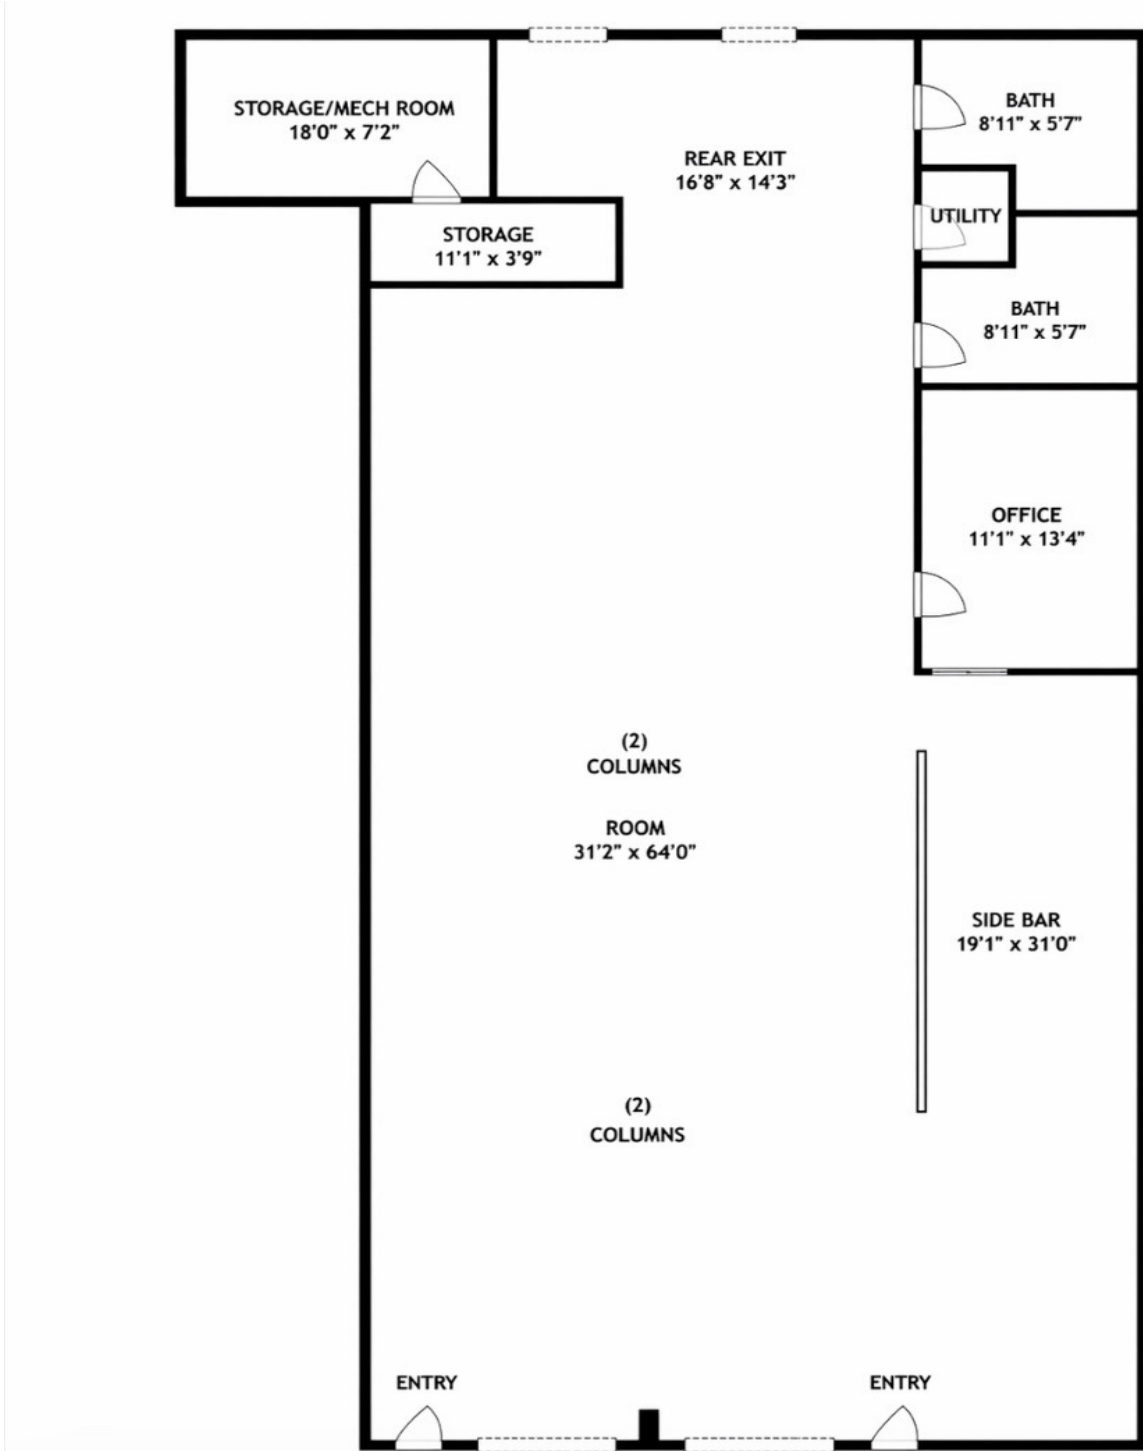 STORAGE/MECH ROOM
18'0" x 7'2"
BATH
8'11" x 5'7"
REAR EXIT
16'8" x 14'3"
UTILITY
STORAGE
11'1" x 3'9"
BATH
8'11" x 5'7"
OFFICE
11'1" x 13'4"
(2)
COLUMNS
ROOM
31'2" x 64'0"
SIDE BAR
19'1" x 31'0"
(2)
COLUMNS
ENTRY
ENTRY